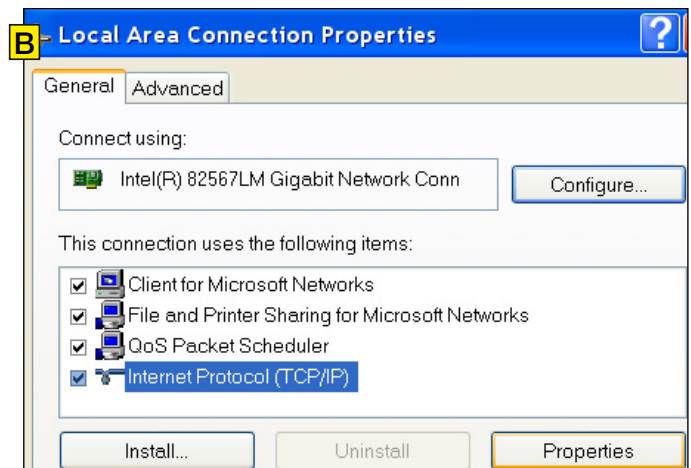 B
Local Area Connection Properties
?
General Advanced
Connect using:
Intel(R) 82567LM Gigabit Network Conn
Configure...
This connection uses the following items:
Client for Microsoft Networks
File and Printer Sharing for Microsoft Networks
QoS Packet Scheduler
Internet Protocol (TCP/IP)
Install... Uninstall Properties